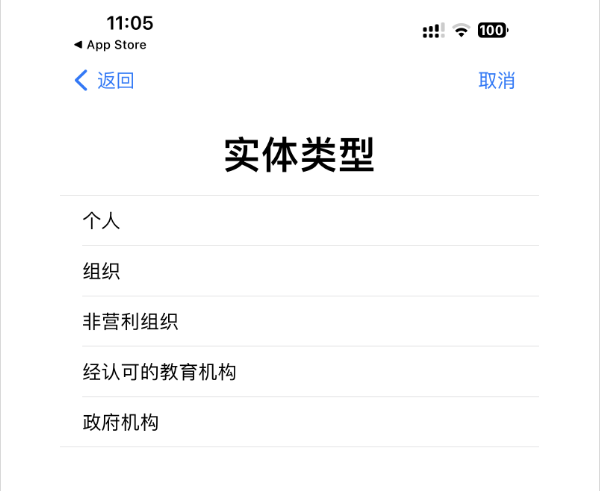 11:05
100
◀ App Store
返回
取消
实体类型
个人
组织
非营利组织
经认可的教育机构
政府机构